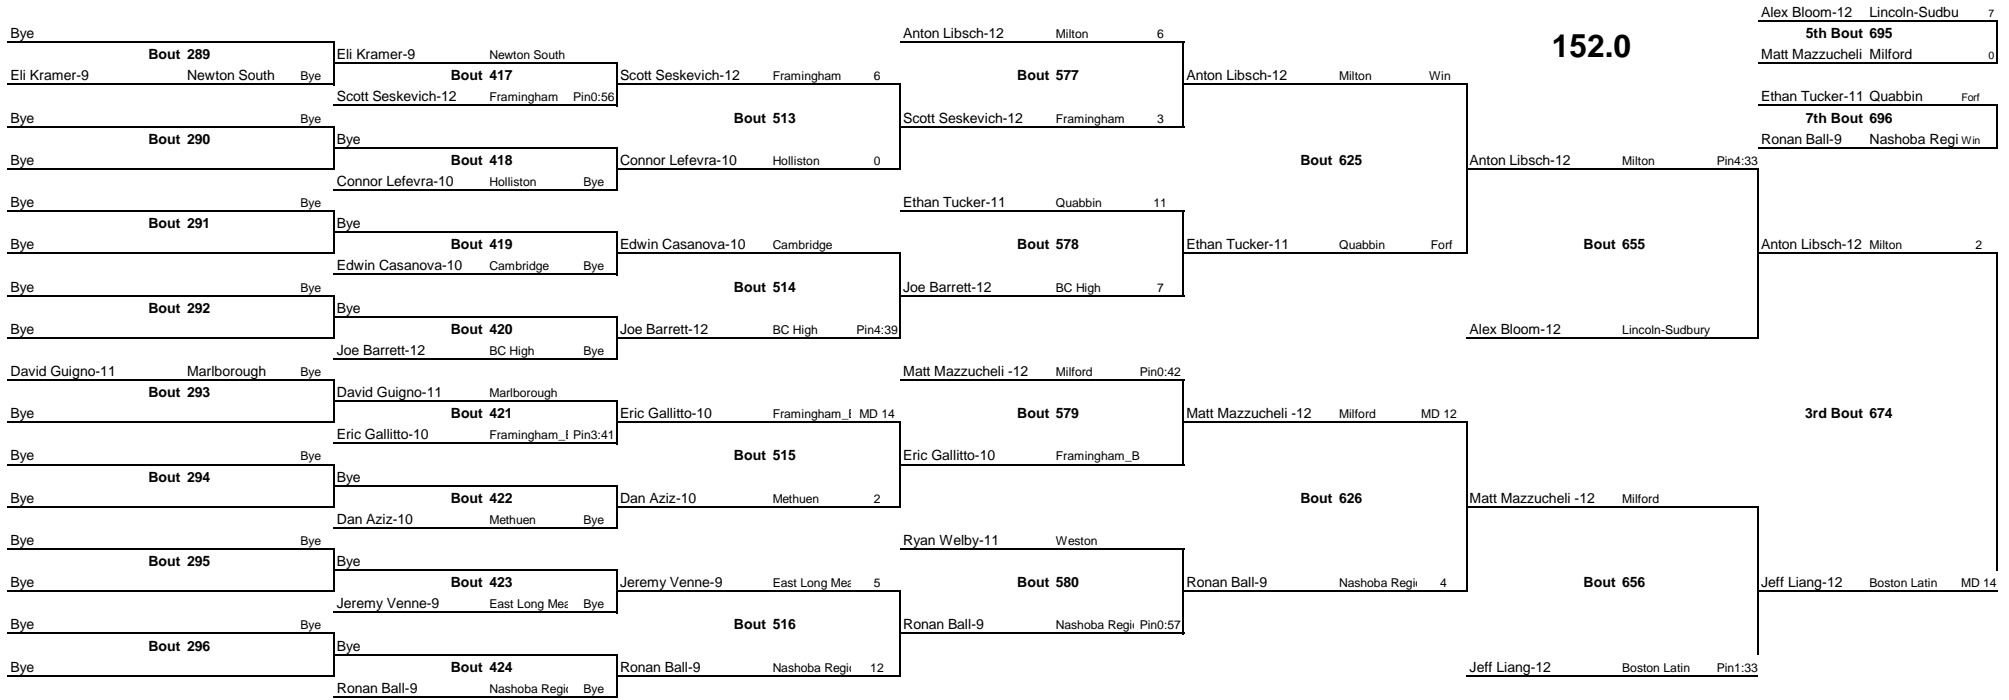 Alex Bloom-12 Lincoln-Sudbu 7
Bye Anton Libsch-12 Milton 6 5th Bout 695
Bout 289 Eli Kramer-9 Newton South 152.0 Matt Mazzucheli Milford 0
Eli Kramer-9 Newton South Bye Bout 417 Scott Seskevich-12 Framingham 6 Bout 577 Anton Libsch-12 Milton Win
Scott Seskevich-12 Framingham Pin0:56 Ethan Tucker-11 Quabbin Forf
Bye Bye Bout 513 Scott Seskevich-12 Framingham 3 7th Bout 696
Bout 290 Bye Ronan Ball-9 Nashoba Regi Win
Bye Bout 418 Connor Lefevra-10 Holliston 0 Bout 625 Anton Libsch-12 Milton Pin4:33
Connor Lefevra-10 Holliston Bye
Bye Bye Ethan Tucker-11 Quabbin 11
Bout 291 Bye
Bye Bout 419 Edwin Casanova-10 Cambridge Bout 578 Ethan Tucker-11 Quabbin Forf Bout 655 Anton Libsch-12 Milton 2
Edwin Casanova-10 Cambridge Bye
Bye Bye Bout 514 Joe Barrett-12 BC High 7
Bout 292 Bye
Bye Bout 420 Joe Barrett-12 BC High Pin4:39 Alex Bloom-12 Lincoln-Sudbury
Joe Barrett-12 BC High Bye
David Guigno-11 Marlborough Bye Matt Mazzucheli -12 Milford Pin0:42
Bout 293 David Guigno-11 Marlborough
Bye Bout 421 Eric Gallitto-10 Framingham_ MD 14 Bout 579 Matt Mazzucheli -12 Milford MD 12 3rd Bout 674
Eric Gallitto-10 Framingham_ Pin3:41
Bye Bye Bout 515 Eric Gallitto-10 Framingham_B
Bout 294 Bye
Bye Bout 422 Dan Aziz-10 Methuen 2 Bout 626 Matt Mazzucheli -12 Milford
Dan Aziz-10 Methuen Bye
Bye Bye Ryan Welby-11 Weston
Bout 295 Bye
Bye Bout 423 Jeremy Venne-9 East Long Mea 5 Bout 580 Ronan Ball-9 Nashoba Regi 4 Bout 656 Jeff Liang-12 Boston Latin MD 14
Jeremy Venne-9 East Long Mea Bye
Bye Bye Bout 516 Ronan Ball-9 Nashoba Regi Pin0:57
Bout 296 Bye
Bye Bout 424 Ronan Ball-9 Nashoba Regi 12 Jeff Liang-12 Boston Latin Pin1:33
Ronan Ball-9 Nashoba Regi Bye